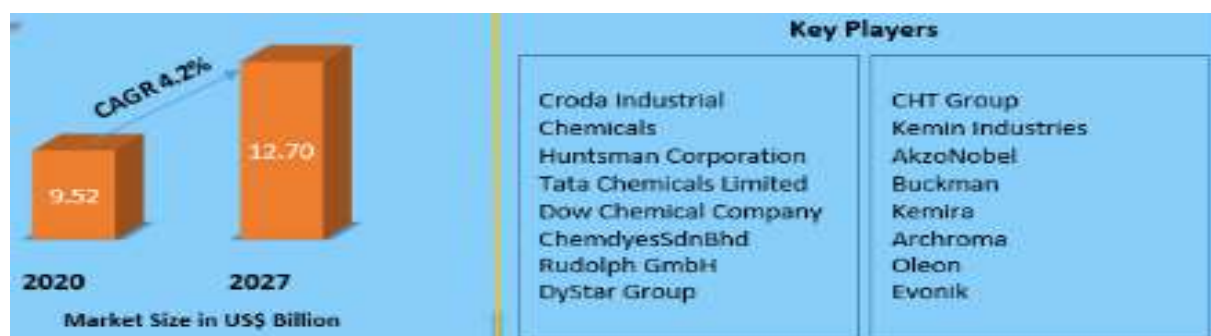 CAGR 4.2%
9.52
12.70
2020
2027
Market Size in US$ Billion
Key Players
Croda Industrial
Chemicals
Huntsman Corporation
Tata Chemicals Limited
Dow Chemical Company
ChemdyesSdnBhd
Rudolph GmbH
DyStar Group
CHT Group
Kemin Industries
AkzoNobel
Buckman
Kemira
Archroma
Oleon
Evonik